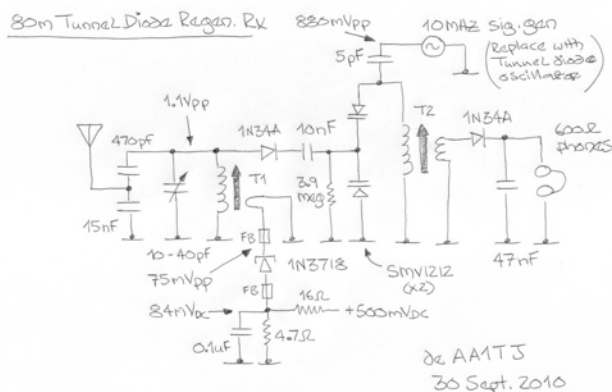 80m Tunnel Diode Regen. Rx
880mVpp
10MHz sig.gen
(Replace with
Tunnel diode
oscillator)
5pF
1.1Vpp
470pf
1N34A
10nF
T2
1N34A
600Ω
phones
T1
3.9
meg
15nF
10-40pf
FB
75mVpp
1N3718
SMV1212
(x2)
47nF
FB
84mVDC
16Ω
+500mVDC
0.1uF
4.7Ω
de AA1TJ
30 Sept. 2010